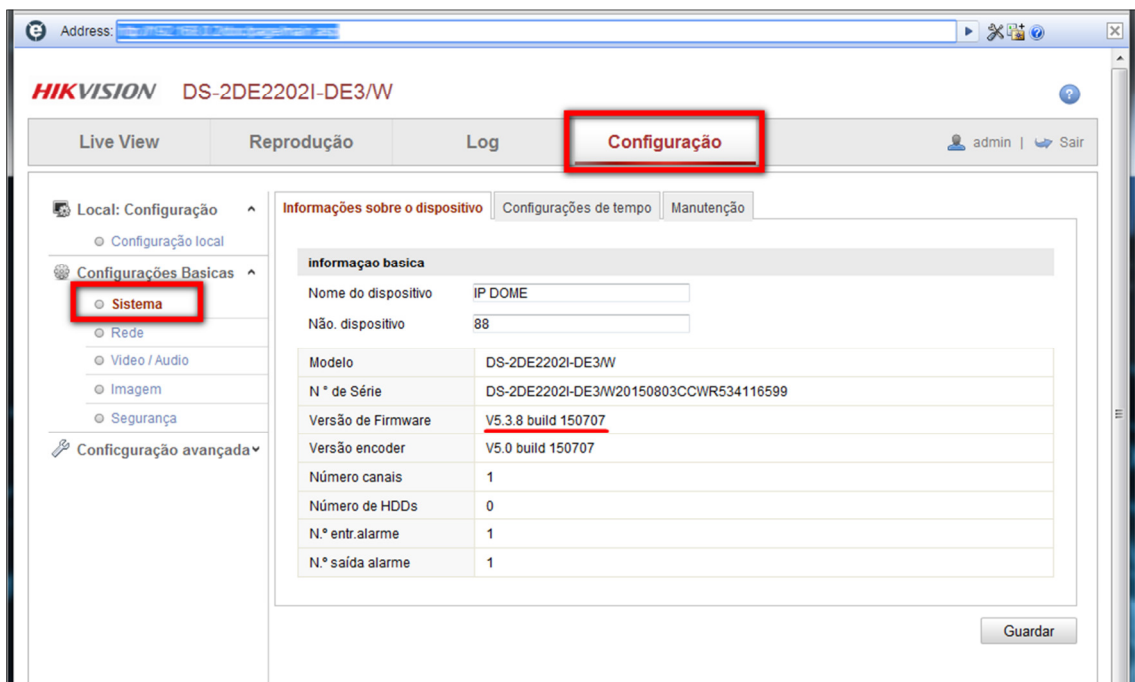 Address:
HIKVISION DS-2DE2202I-DE3/W
Live View Reprodução Log Configuração admin | Sair
Local: Configuração
Configuração local
Configurações Basicas
Sistema
Rede
Video / Audio
Imagem
Segurança
Conficguração avançada
Informações sobre o dispositivo Configurações de tempo Manutenção
informaçao basica
Nome do dispositivo IP DOME
Não. dispositivo 88
Modelo DS-2DE2202I-DE3/W
N ° de Série DS-2DE2202I-DE3/W20150803CCWR534116599
Versão de Firmware V5.3.8 build 150707
Versão encoder V5.0 build 150707
Número canais 1
Número de HDDs 0
N.º entr.alarme 1
N.º saída alarme 1
Guardar